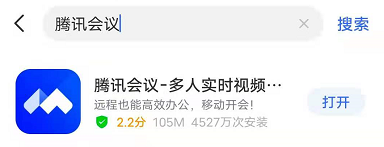 腾讯会议 搜索
腾讯会议-多人实时视频…
远程也能高效办公，移动开会！
打开
2.2分 105M 4527万次安装